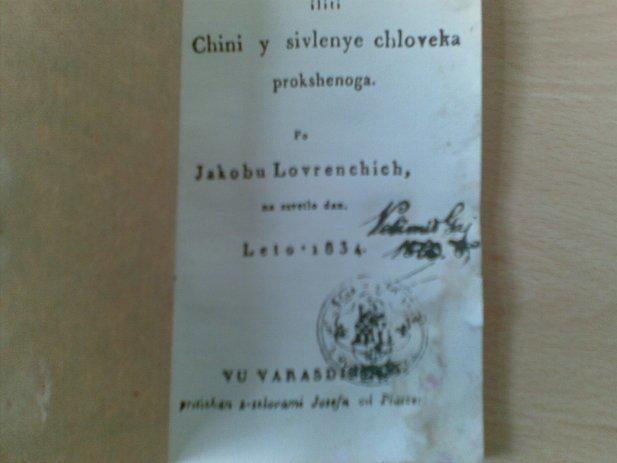 iliti
Chini y sivlenye chloveka
prokshenoga.
Po
Jakobu Lovrenchich,
na svetlo dan.
Leto 1834.
VU VARASDINU
pritiskan z-slovami Josefa od Platzer